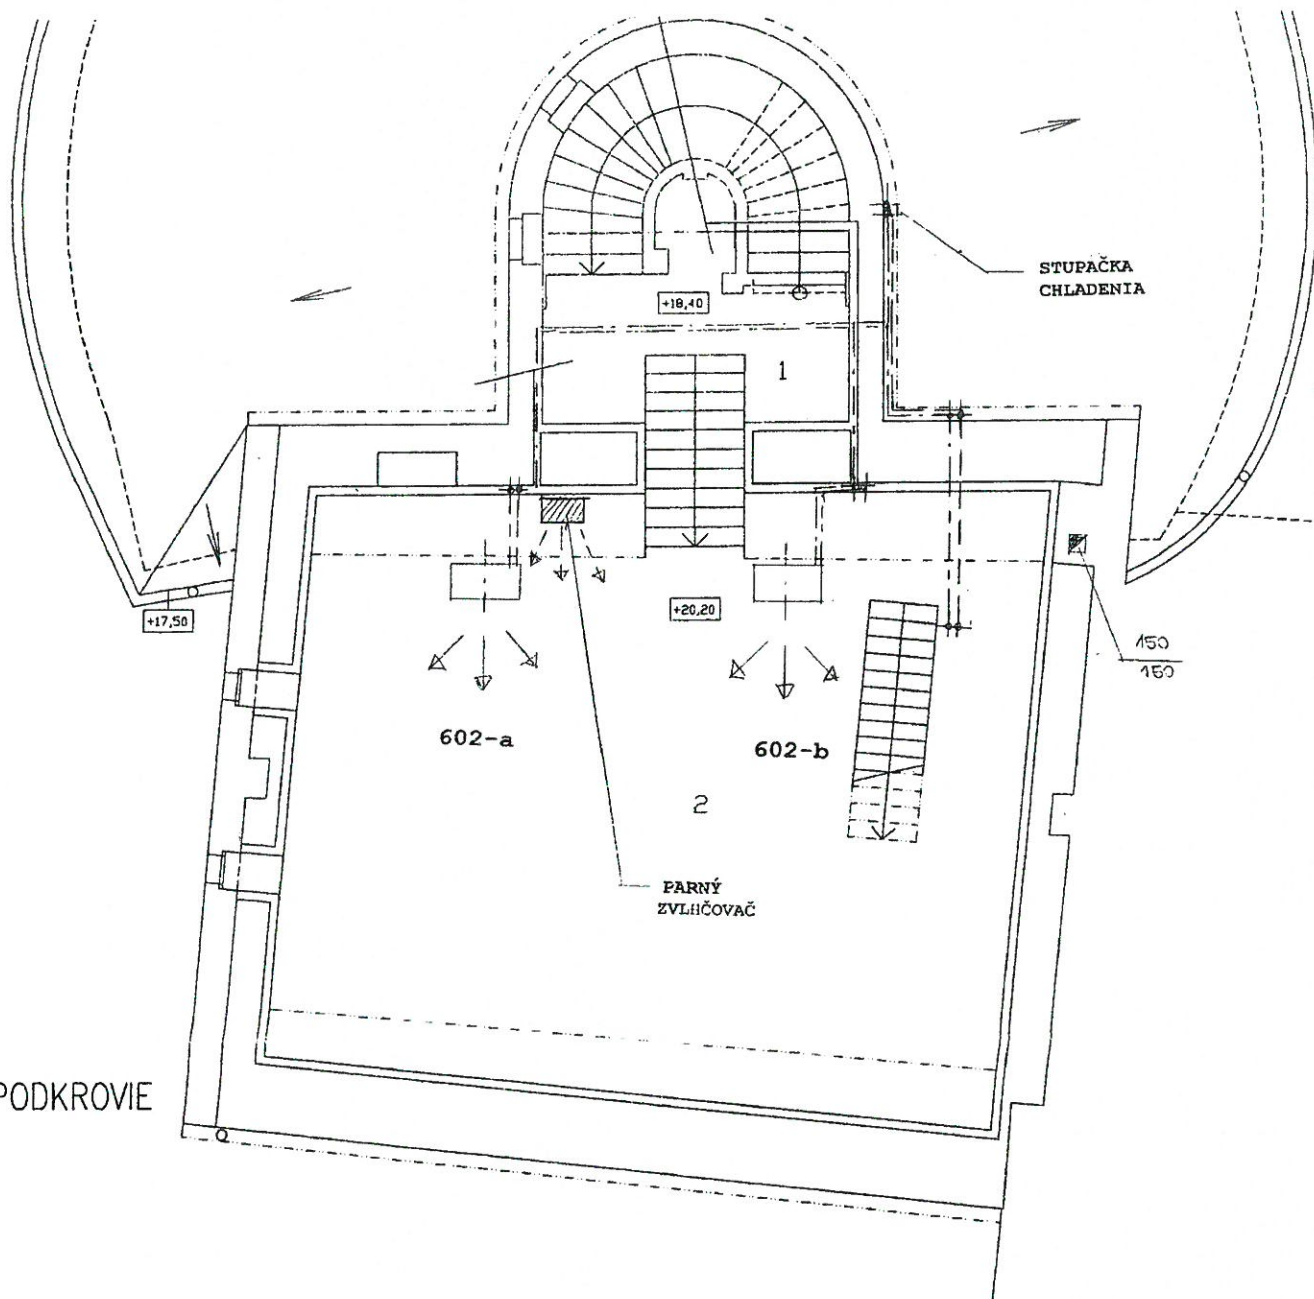 STUPAČKA
CHLADENIA
+18,40
1
+17,50
+20,20
150
150
602-a
602-b
2
PARNÝ
ZVLHČOVAČ
PODKROVIE